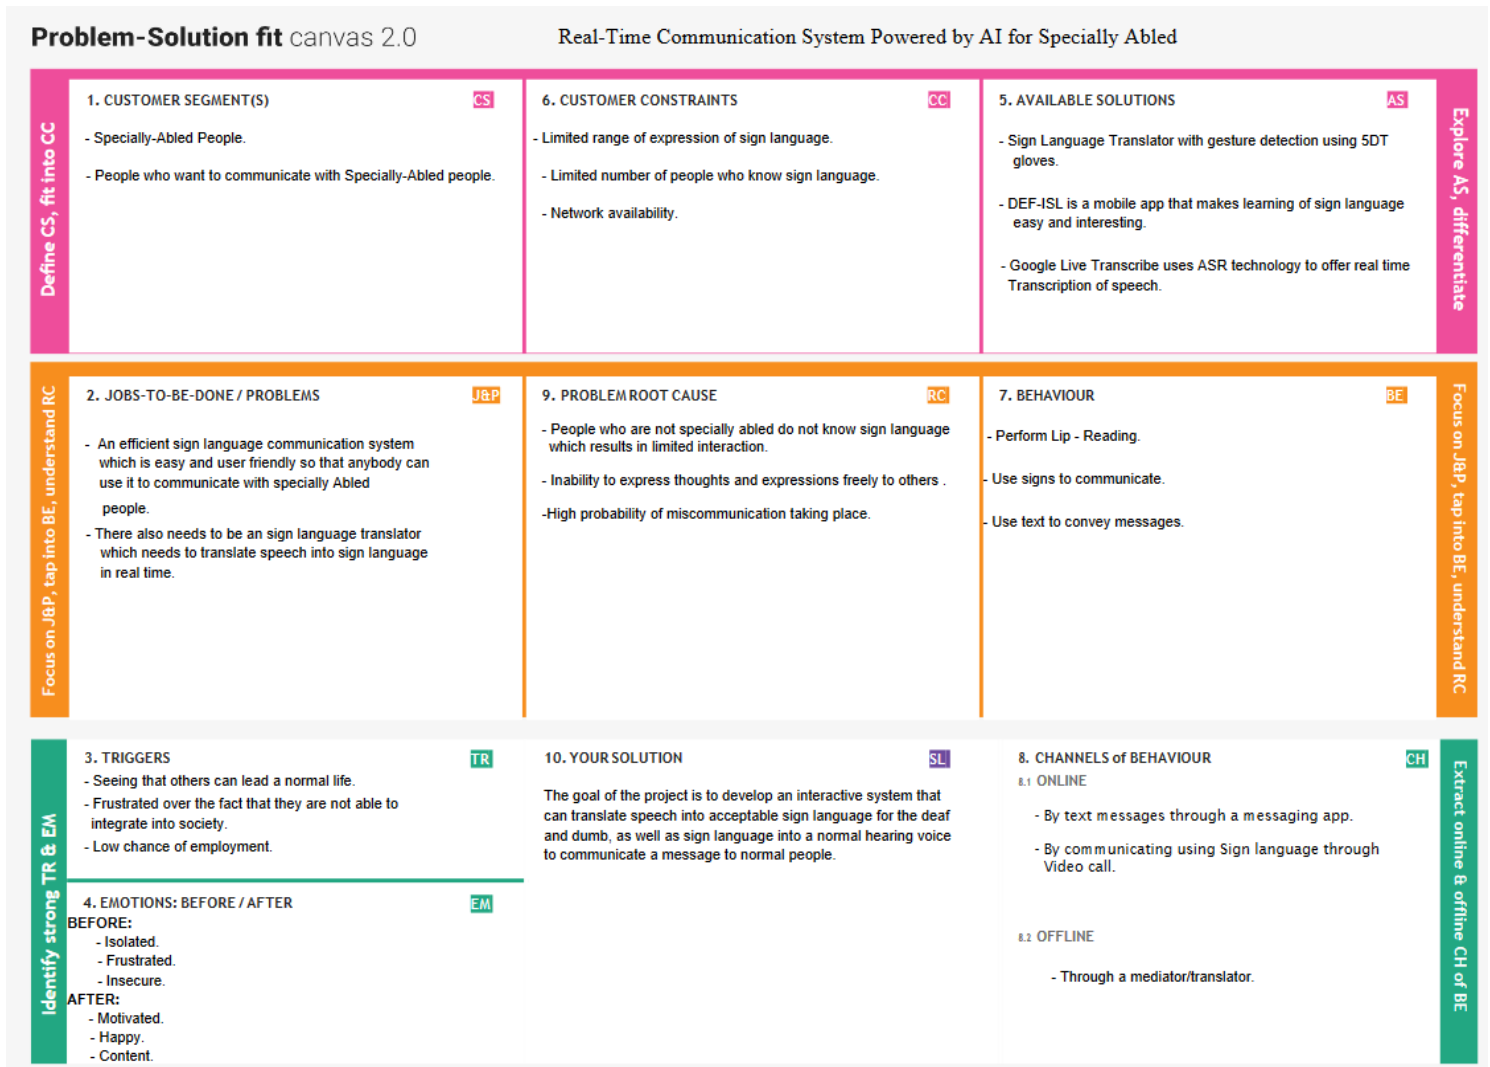 Problem-Solution fit canvas 2.0
Real-Time Communication System Powered by AI for Specially Abled
Define CS, fit into CC
1. CUSTOMER SEGMENT(S)
CS
- Specially-Abled People.
- People who want to communicate with Specially-Abled people.
6. CUSTOMER CONSTRAINTS
CC
- Limited range of expression of sign language.
- Limited number of people who know sign language.
- Network availability.
5. AVAILABLE SOLUTIONS
AS
- Sign Language Translator with gesture detection using 5DT
gloves.
- DEF-ISL is a mobile app that makes learning of sign language
easy and interesting.
- Google Live Transcribe uses ASR technology to offer real time
Transcription of speech.
Explore AS, differentiate
Focus on J&P, tap into BE, understand RC
2. JOBS-TO-BE-DONE / PROBLEMS
J&P
- An efficient sign language communication system
which is easy and user friendly so that anybody can
use it to communicate with specially Abled
people.
- There also needs to be an sign language translator
which needs to translate speech into sign language
in real time.
9. PROBLEM ROOT CAUSE
RC
- People who are not specially abled do not know sign language
which results in limited interaction.
- Inability to express thoughts and expressions freely to others .
-High probability of miscommunication taking place.
7. BEHAVIOUR
BE
- Perform Lip - Reading.
- Use signs to communicate.
- Use text to convey messages.
Focus on J&P, tap into BE, understand RC
Identify strong TR & EM
3. TRIGGERS
TR
- Seeing that others can lead a normal life.
- Frustrated over the fact that they are not able to
integrate into society.
- Low chance of employment.
4. EMOTIONS: BEFORE / AFTER
EM
BEFORE:
- Isolated.
- Frustrated.
- Insecure.
AFTER:
- Motivated.
- Happy.
- Content.
10. YOUR SOLUTION
SL
The goal of the project is to develop an interactive system that
can translate speech into acceptable sign language for the deaf
and dumb, as well as sign language into a normal hearing voice
to communicate a message to normal people.
8. CHANNELS of BEHAVIOUR
CH
8.1 ONLINE
- By text messages through a messaging app.
- By communicating using Sign language through
Video call.
8.2 OFFLINE
- Through a mediator/translator.
Extract online & offline CH of BE